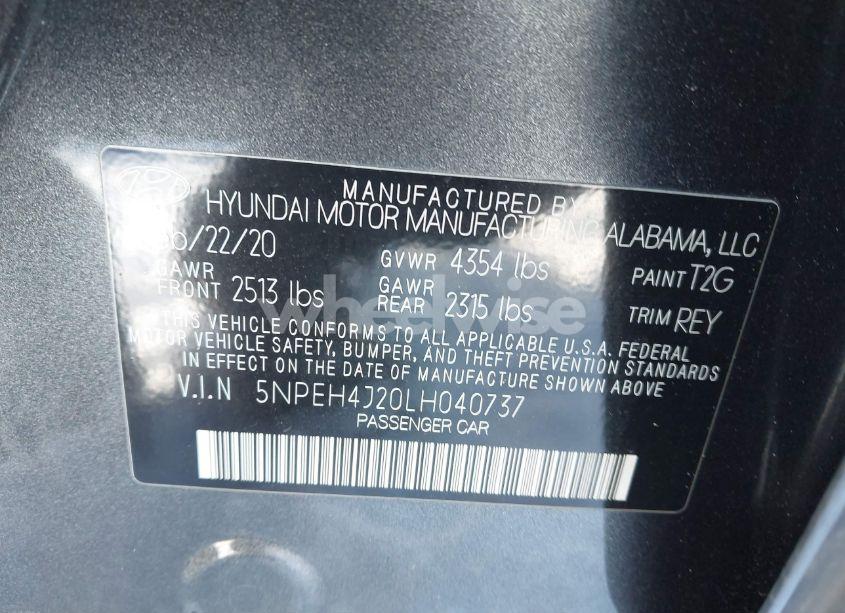 MANUFACTURED BY
HYUNDAI MOTOR MANUFACTURING ALABAMA, LLC
06/22/20 GVWR 4354 lbs PAINT T2G
GAWR FRONT 2513 lbs GAWR REAR 2315 lbs TRIM REY
THIS VEHICLE CONFORMS TO ALL APPLICABLE U.S.A. FEDERAL
MOTOR VEHICLE SAFETY, BUMPER, AND THEFT PREVENTION STANDARDS
IN EFFECT ON THE DATE OF MANUFACTURE SHOWN ABOVE
V.I.N 5NPEH4J20LH040737
PASSENGER CAR
wheelwise